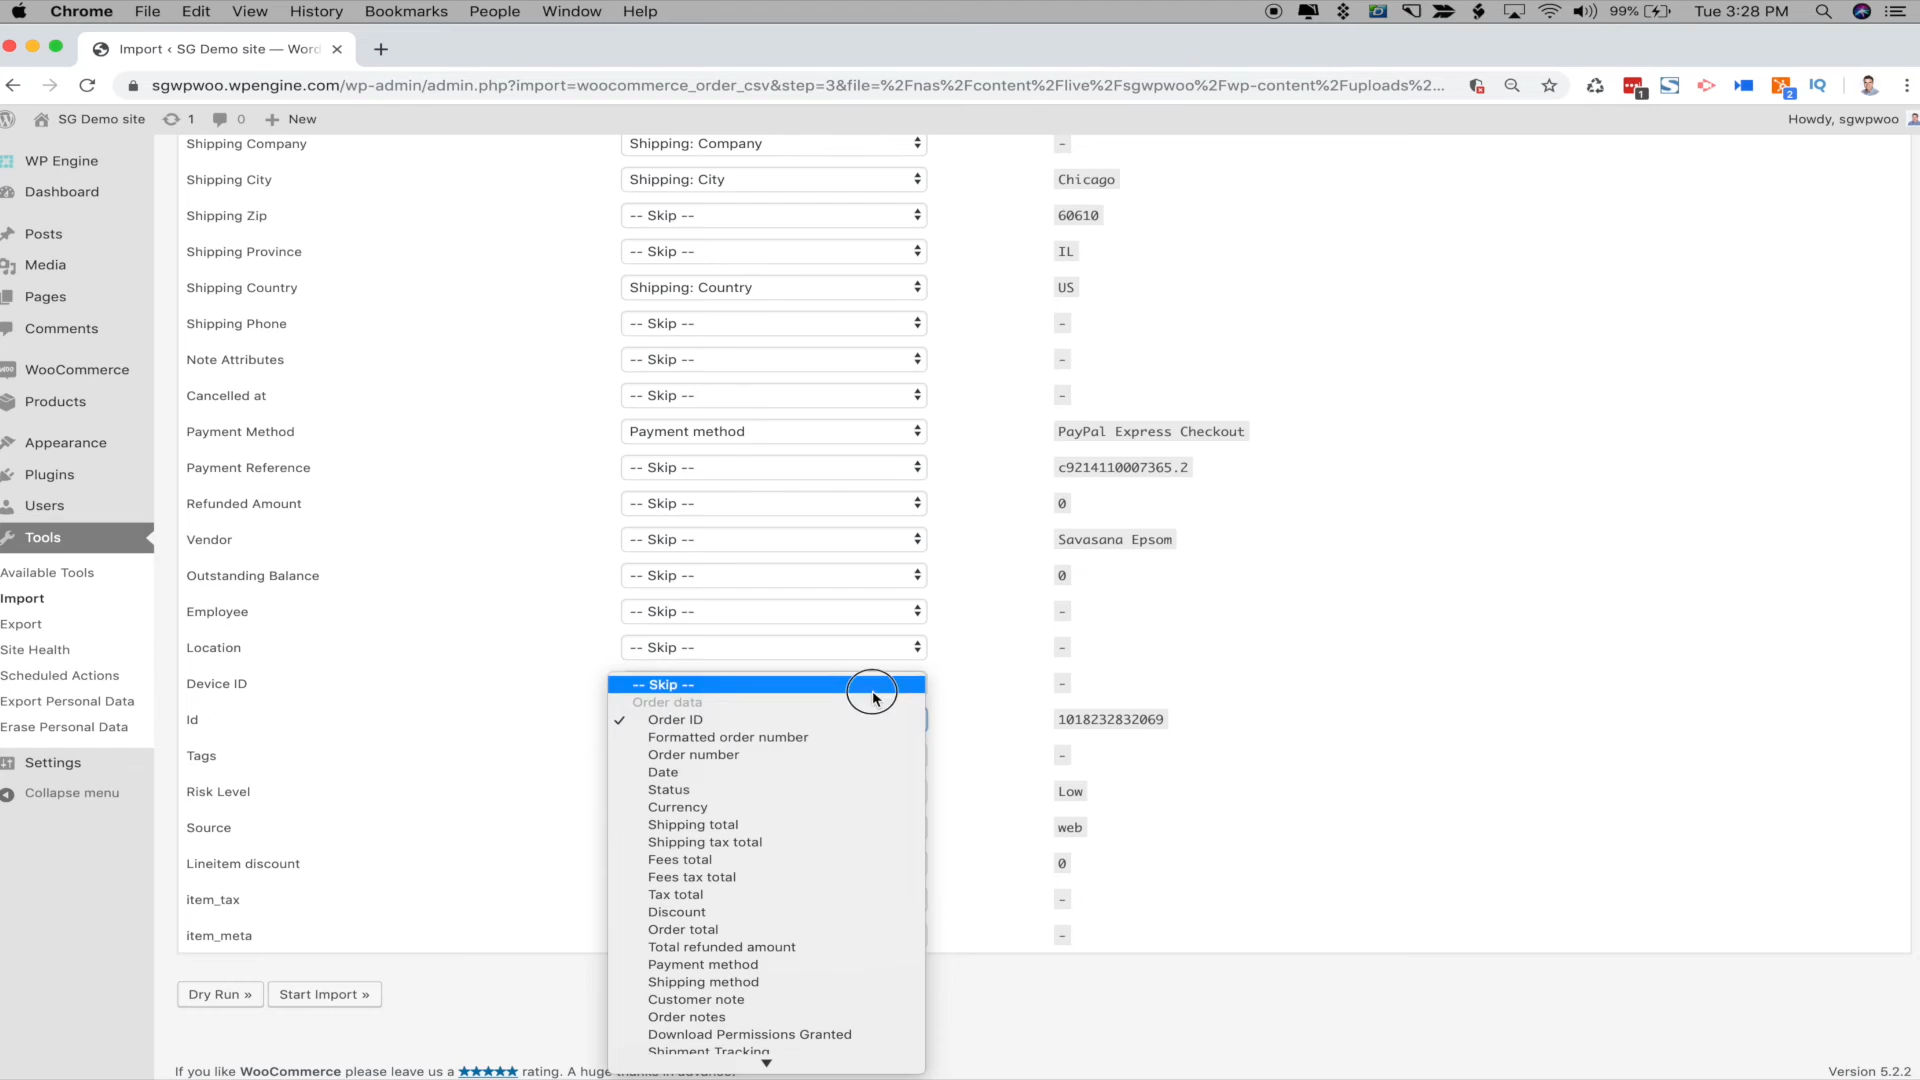 Chrome File Edit View History Bookmarks People Window Help 99% Tue 3:28 PM
Import ‹ SG Demo site — Word
sgwpwoo.wpengine.com/wp-admin/admin.php?import=woocommerce_order_csv&step=3&file=%2Fnas%2Fcontent%2Flive%2Fsgwpwoo%2Fwp-content%2Fuploads%2... 1 2 IQ
SG Demo site 1 0 New Howdy, sgwpwoo
WP Engine
Dashboard
Posts
Media
Pages
Comments
WooCommerce
Products
Appearance
Plugins
Users
Tools
Available Tools
Import
Export
Site Health
Scheduled Actions
Export Personal Data
Erase Personal Data
Settings
Collapse menu
Shipping Company Shipping: Company -
Shipping City Shipping: City Chicago
Shipping Zip -- Skip -- 60610
Shipping Province -- Skip -- IL
Shipping Country Shipping: Country US
Shipping Phone -- Skip -- -
Note Attributes -- Skip -- -
Cancelled at -- Skip -- -
Payment Method Payment method PayPal Express Checkout
Payment Reference -- Skip -- c9214110007365.2
Refunded Amount -- Skip -- 0
Vendor -- Skip -- Savasana Epsom
Outstanding Balance -- Skip -- 0
Employee -- Skip -- -
Location -- Skip -- -
Device ID -
Id 1018232832069
Tags -
Risk Level Low
Source web
Lineitem discount 0
item_tax -
item_meta -
-- Skip --
Order data
✓ Order ID
Formatted order number
Order number
Date
Status
Currency
Shipping total
Shipping tax total
Fees total
Fees tax total
Tax total
Discount
Order total
Total refunded amount
Payment method
Shipping method
Customer note
Order notes
Download Permissions Granted
Shipment Tracking
Dry Run » Start Import »
If you like WooCommerce please leave us a ★★★★★ rating. A huge thanks in advance!
Version 5.2.2